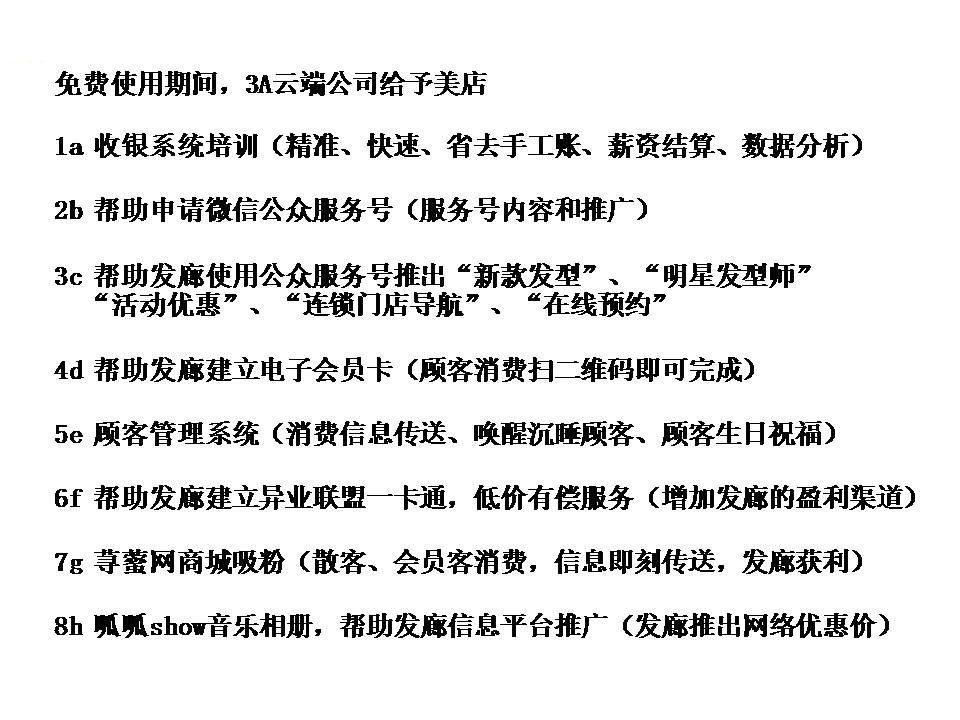 免费使用期间，3A云端公司给予美店
1a 收银系统培训（精准、快速、省去手工账、薪资结算、数据分析）
2b 帮助申请微信公众服务号（服务号内容和推广）
3c 帮助发廊使用公众服务号推出“新款发型”、“明星发型师”
“活动优惠”、“连锁门店导航”、“在线预约”
4d 帮助发廊建立电子会员卡（顾客消费扫二维码即可完成）
5e 顾客管理系统（消费信息传送、唤醒沉睡顾客、顾客生日祝福）
6f 帮助发廊建立异业联盟一卡通，低价有偿服务（增加发廊的盈利渠道）
7g 荨蜜网商城吸粉（散客、会员客消费，信息即刻传送，发廊获利）
8h 呱呱show音乐相册，帮助发廊信息平台推广（发廊推出网络优惠价）